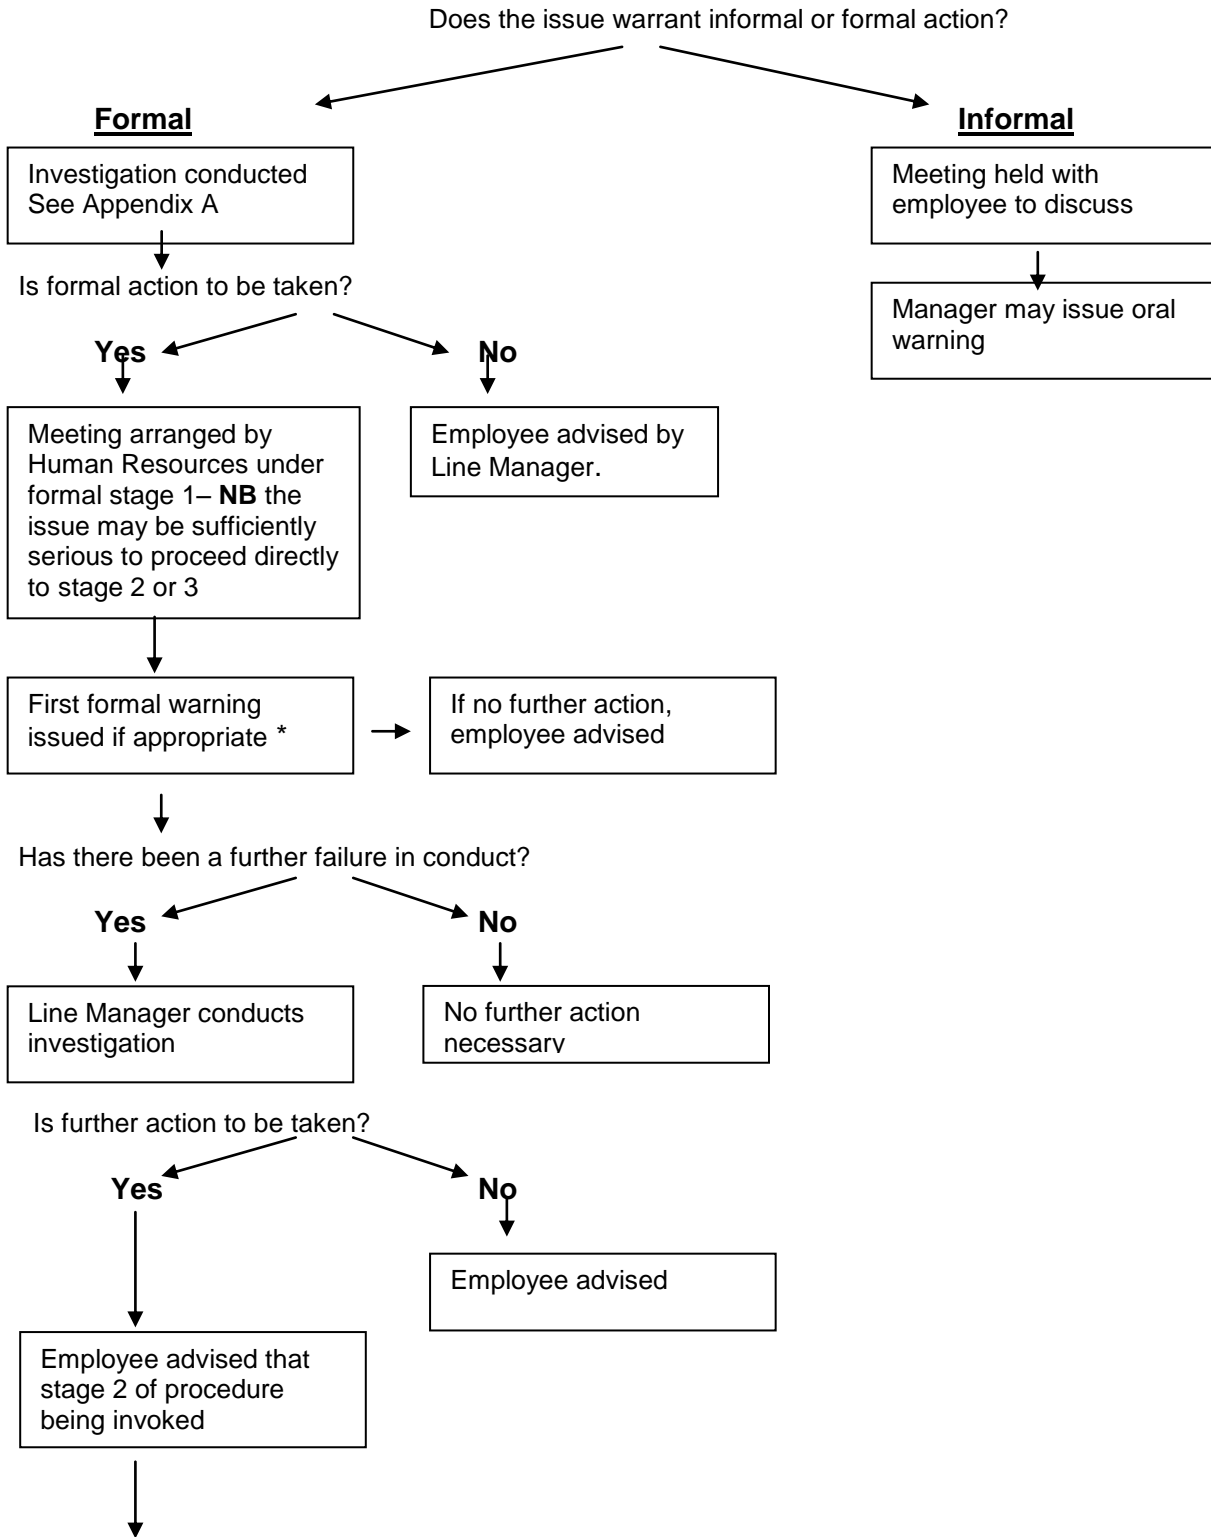 Does the issue warrant informal or formal action?
Formal
Informal
Investigation conducted
See Appendix A
Meeting held with
employee to discuss
Is formal action to be taken?
Manager may issue oral
warning
Yes
No
Meeting arranged by
Human Resources under
formal stage 1– NB the
issue may be sufficiently
serious to proceed directly
to stage 2 or 3
Employee advised by
Line Manager.
First formal warning
issued if appropriate *
If no further action,
employee advised
Has there been a further failure in conduct?
Yes
No
Line Manager conducts
investigation
No further action
necessary
Is further action to be taken?
Yes
No
Employee advised
Employee advised that
stage 2 of procedure
being invoked